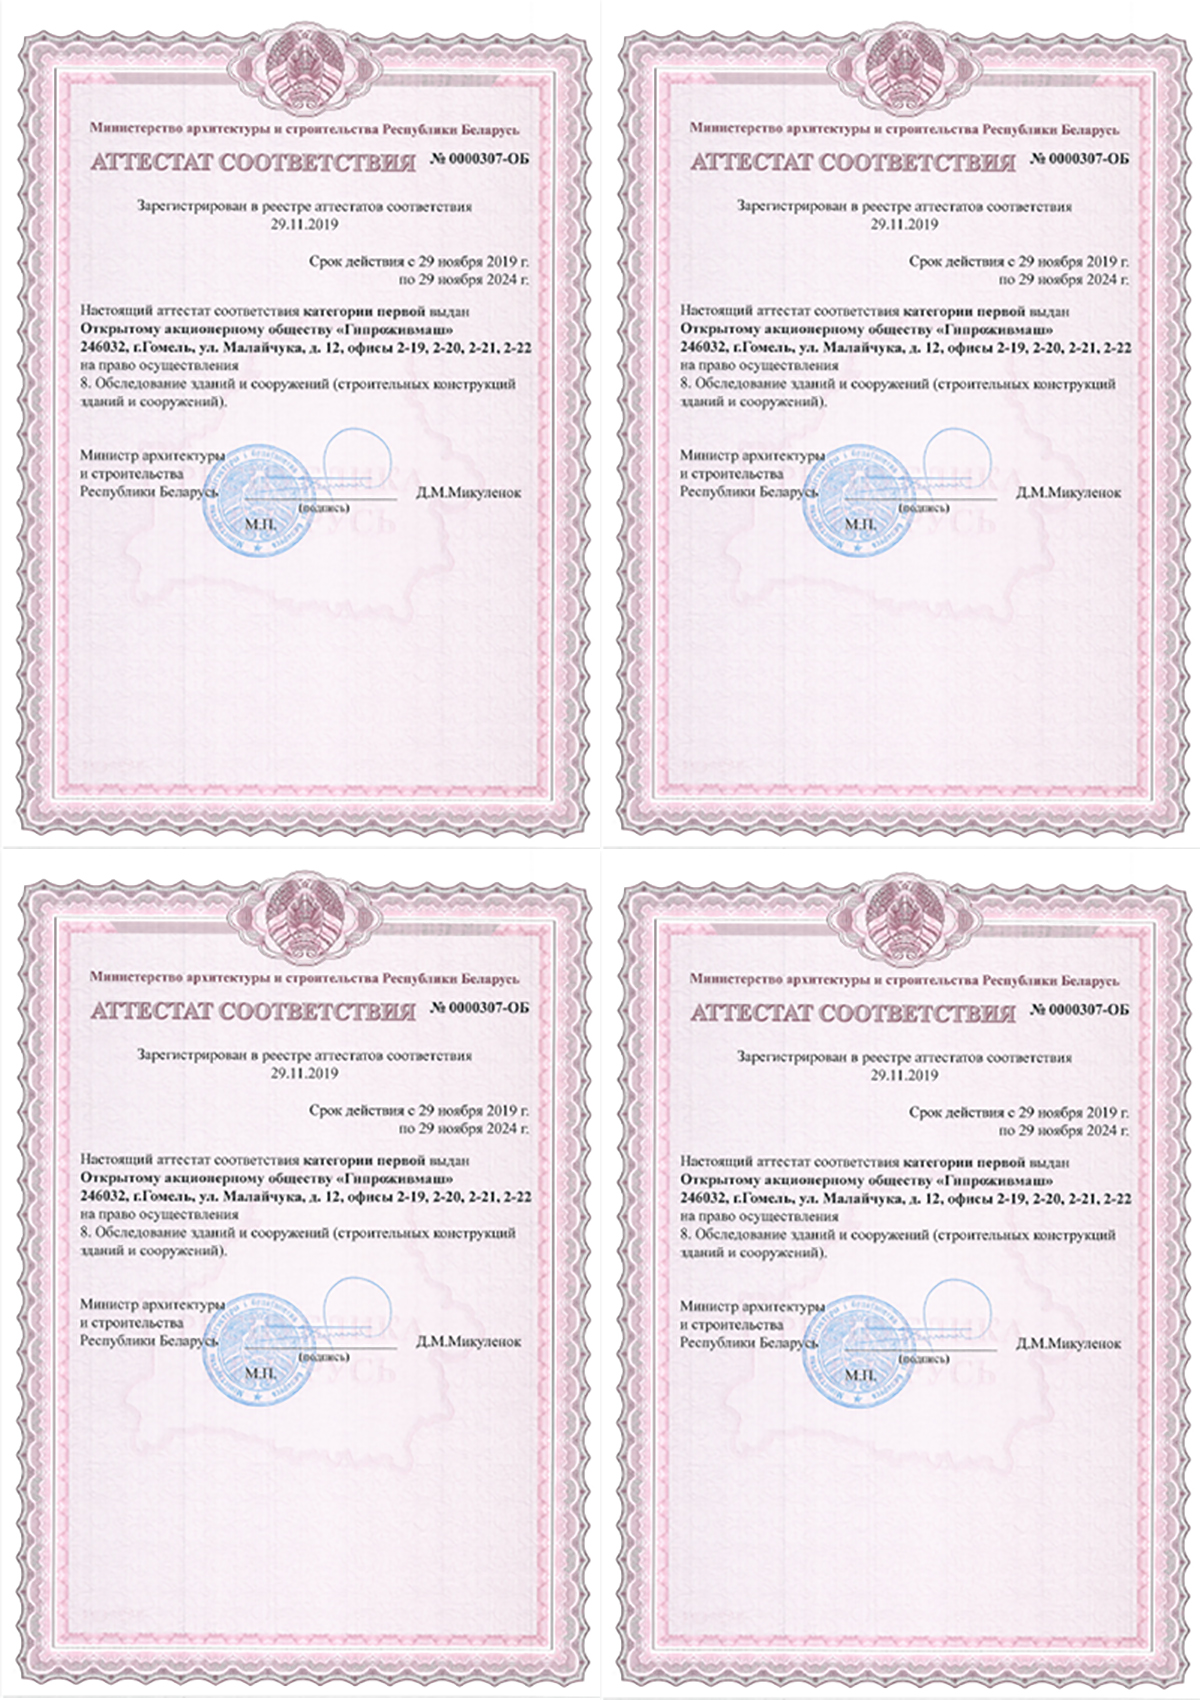 Министерство архитектуры и строительства Республики Беларусь
АТТЕСТАТ СООТВЕТСТВИЯ № 0000307-ОБ
Зарегистрирован в реестре аттестатов соответствия
29.11.2019
Срок действия с 29 ноября 2019 г.
по 29 ноября 2024 г.
Настоящий аттестат соответствия категории первой выдан
Открытому акционерному обществу «Гипроживмаш»
246032, г.Гомель, ул. Малайчука, д. 12, офисы 2-19, 2-20, 2-21, 2-22
на право осуществления
8. Обследование зданий и сооружений (строительных конструкций
зданий и сооружений).
Министр архитектуры
и строительства
Республики Беларусь Д.М.Микуленок
(подпись)
М.П.
Министерство архитектуры и строительства Республики Беларусь
АТТЕСТАТ СООТВЕТСТВИЯ № 0000307-ОБ
Зарегистрирован в реестре аттестатов соответствия
29.11.2019
Срок действия с 29 ноября 2019 г.
по 29 ноября 2024 г.
Настоящий аттестат соответствия категории первой выдан
Открытому акционерному обществу «Гипроживмаш»
246032, г.Гомель, ул. Малайчука, д. 12, офисы 2-19, 2-20, 2-21, 2-22
на право осуществления
8. Обследование зданий и сооружений (строительных конструкций
зданий и сооружений).
Министр архитектуры
и строительства
Республики Беларусь Д.М.Микуленок
(подпись)
М.П.
Министерство архитектуры и строительства Республики Беларусь
АТТЕСТАТ СООТВЕТСТВИЯ № 0000307-ОБ
Зарегистрирован в реестре аттестатов соответствия
29.11.2019
Срок действия с 29 ноября 2019 г.
по 29 ноября 2024 г.
Настоящий аттестат соответствия категории первой выдан
Открытому акционерному обществу «Гипроживмаш»
246032, г.Гомель, ул. Малайчука, д. 12, офисы 2-19, 2-20, 2-21, 2-22
на право осуществления
8. Обследование зданий и сооружений (строительных конструкций
зданий и сооружений).
Министр архитектуры
и строительства
Республики Беларусь Д.М.Микуленок
(подпись)
М.П.
Министерство архитектуры и строительства Республики Беларусь
АТТЕСТАТ СООТВЕТСТВИЯ № 0000307-ОБ
Зарегистрирован в реестре аттестатов соответствия
29.11.2019
Срок действия с 29 ноября 2019 г.
по 29 ноября 2024 г.
Настоящий аттестат соответствия категории первой выдан
Открытому акционерному обществу «Гипроживмаш»
246032, г.Гомель, ул. Малайчука, д. 12, офисы 2-19, 2-20, 2-21, 2-22
на право осуществления
8. Обследование зданий и сооружений (строительных конструкций
зданий и сооружений).
Министр архитектуры
и строительства
Республики Беларусь Д.М.Микуленок
(подпись)
М.П.